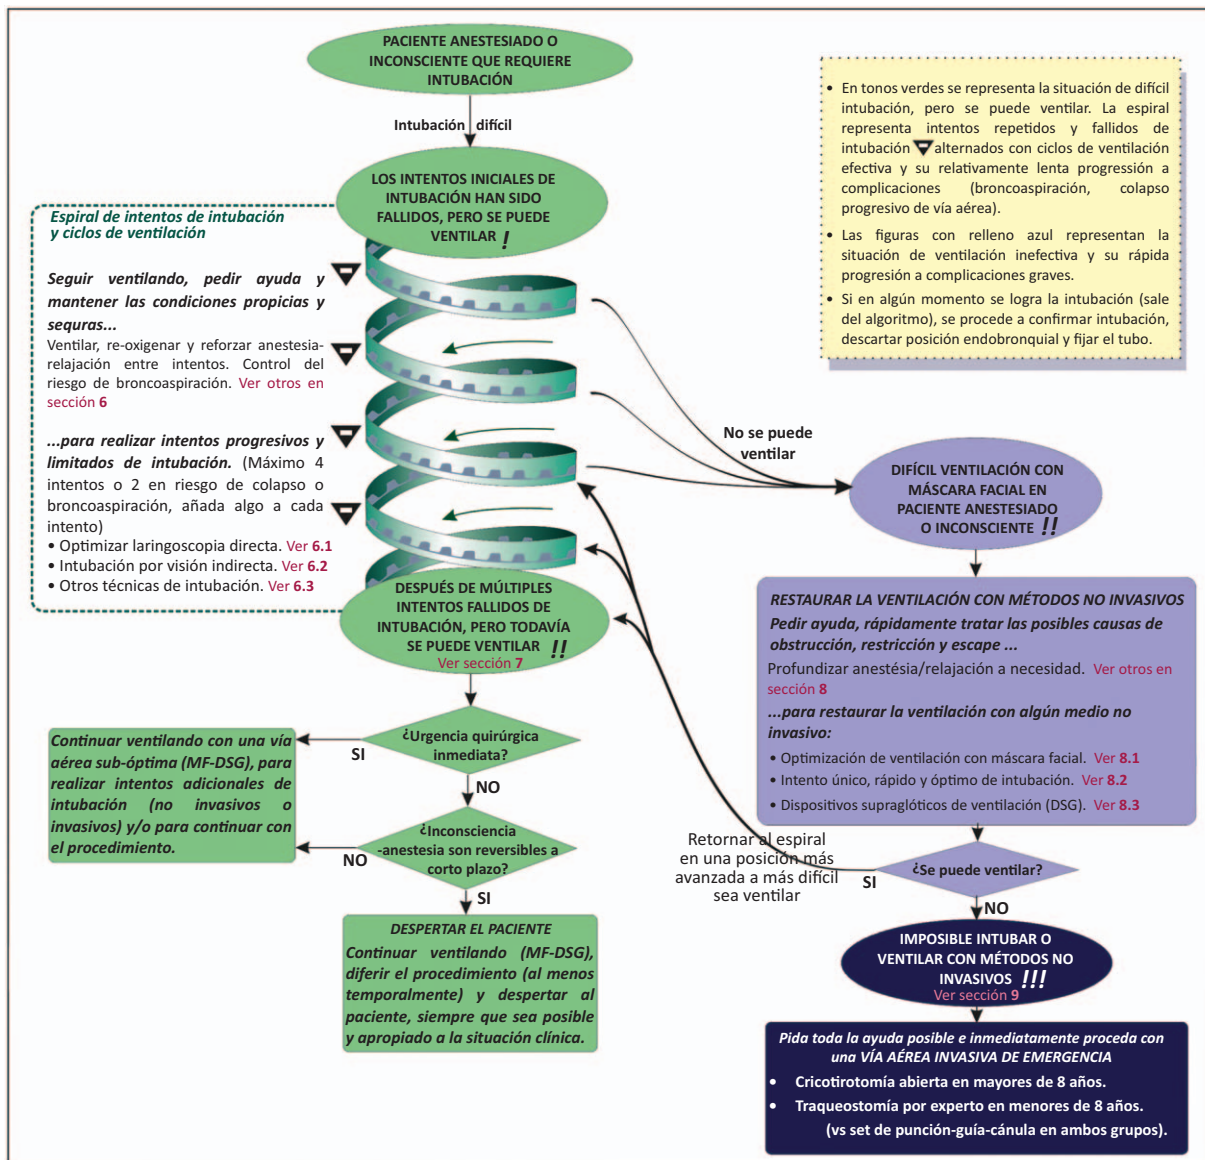 PACIENTE ANESTESIADO O
INCONSCIENTE QUE REQUIERE
INTUBACIÓN
Intubación difícil
LOS INTENTOS INICIALES DE
INTUBACIÓN HAN SIDO
FALLIDOS, PERO SE PUEDE
VENTILAR !
• En tonos verdes se representa la situación de difícil
intubación, pero se puede ventilar. La espiral
representa intentos repetidos y fallidos de
intubación alternados con ciclos de ventilación
efectiva y su relativamente lenta progresión a
complicaciones (broncoaspiración, colapso
progresivo de vía aérea).
• Las figuras con relleno azul representan la
situación de ventilación inefectiva y su rápida
progresión a complicaciones graves.
• Si en algún momento se logra la intubación (sale
del algoritmo), se procede a confirmar intubación,
descartar posición endobronquial y fijar el tubo.
Espiral de intentos de intubación
y ciclos de ventilación
Seguir ventilando, pedir ayuda y
mantener las condiciones propicias y
sequras...
Ventilar, re-oxigenar y reforzar anestesia-
relajación entre intentos. Control del
riesgo de broncoaspiración. Ver otros en
sección 6
...para realizar intentos progresivos y
limitados de intubación. (Máximo 4
intentos o 2 en riesgo de colapso o
broncoaspiración, añada algo a cada
intento)
• Optimizar laringoscopia directa. Ver 6.1
• Intubación por visión indirecta. Ver 6.2
• Otros técnicas de intubación. Ver 6.3
No se puede
ventilar
DIFÍCIL VENTILACIÓN CON
MÁSCARA FACIAL EN
PACIENTE ANESTESIADO
O INCONSCIENTE !!
DESPUÉS DE MÚLTIPLES
INTENTOS FALLIDOS DE
INTUBACIÓN, PERO TODAVÍA
SE PUEDE VENTILAR !!
Ver sección 7
RESTAURAR LA VENTILACIÓN CON MÉTODOS NO INVASIVOS
Pedir ayuda, rápidamente tratar las posibles causas de
obstrucción, restricción y escape ...
Profundizar anestésia/relajación a necesidad. Ver otros en
sección 8
...para restaurar la ventilación con algún medio no
invasivo:
• Optimización de ventilación con máscara facial. Ver 8.1
• Intento único, rápido y óptimo de intubación. Ver 8.2
• Dispositivos supraglóticos de ventilación (DSG). Ver 8.3
¿Urgencia quirúrgica
inmediata?
SI
NO
Continuar ventilando con una vía
aérea sub-óptima (MF-DSG), para
realizar intentos adicionales de
intubación (no invasivos o
invasivos) y/o para continuar con
el procedimiento.
¿Inconsciencia
-anestesia son reversibles a
corto plazo?
NO
SI
Retornar al espiral
en una posición más
avanzada a más difícil
sea ventilar
¿Se puede ventilar?
SI
NO
DESPERTAR EL PACIENTE
Continuar ventilando (MF-DSG),
diferir el procedimiento (al menos
temporalmente) y despertar al
paciente, siempre que sea posible
y apropiado a la situación clínica.
IMPOSIBLE INTUBAR O
VENTILAR CON MÉTODOS NO
INVASIVOS !!!
Ver sección 9
Pida toda la ayuda posible e inmediatamente proceda con
una VÍA AÉREA INVASIVA DE EMERGENCIA
• Cricotirotomía abierta en mayores de 8 años.
• Traqueostomía por experto en menores de 8 años.
(vs set de punción-guía-cánula en ambos grupos).